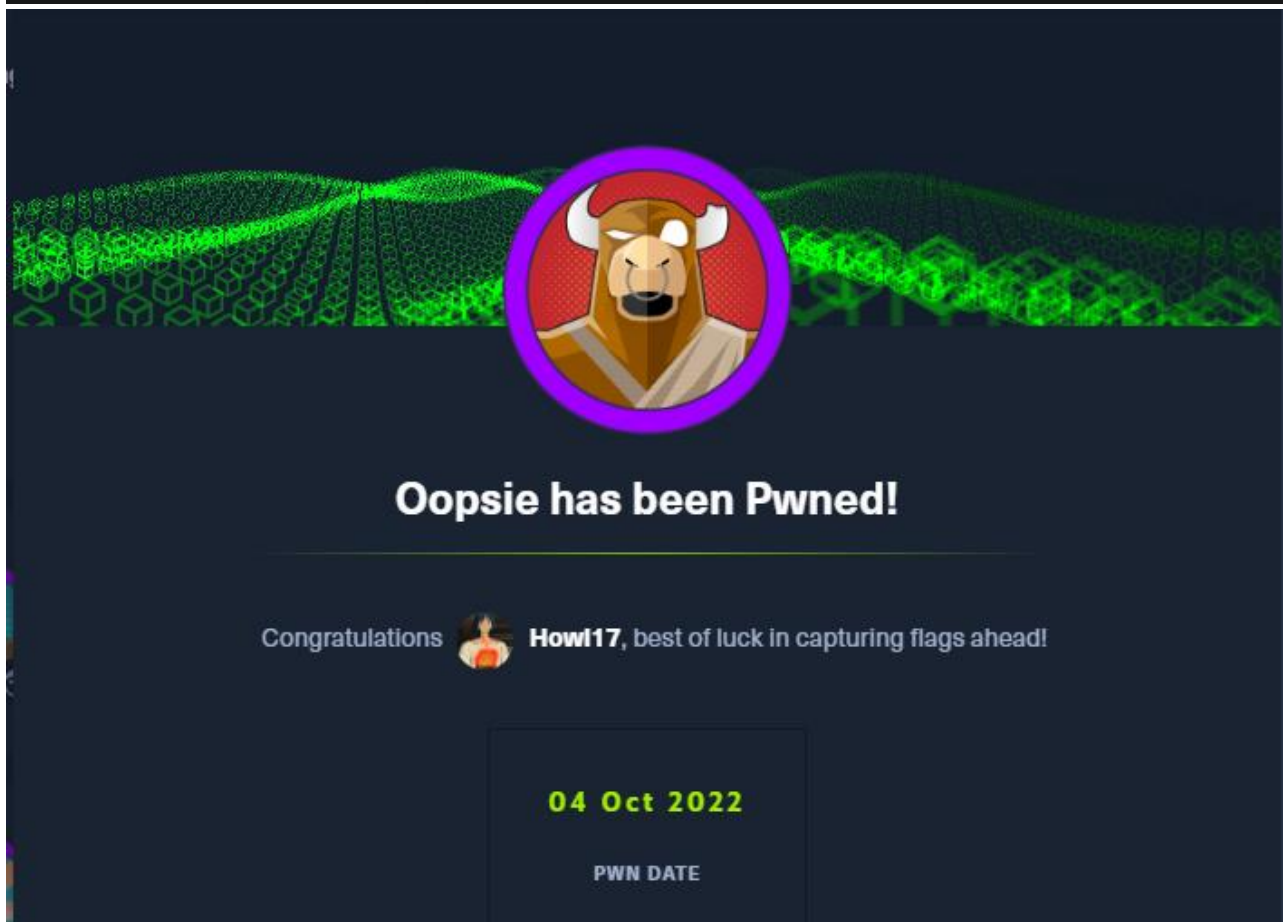 Oopsie has been Pwned!
Congratulations Howl17, best of luck in capturing flags ahead!
04 Oct 2022
PWN DATE